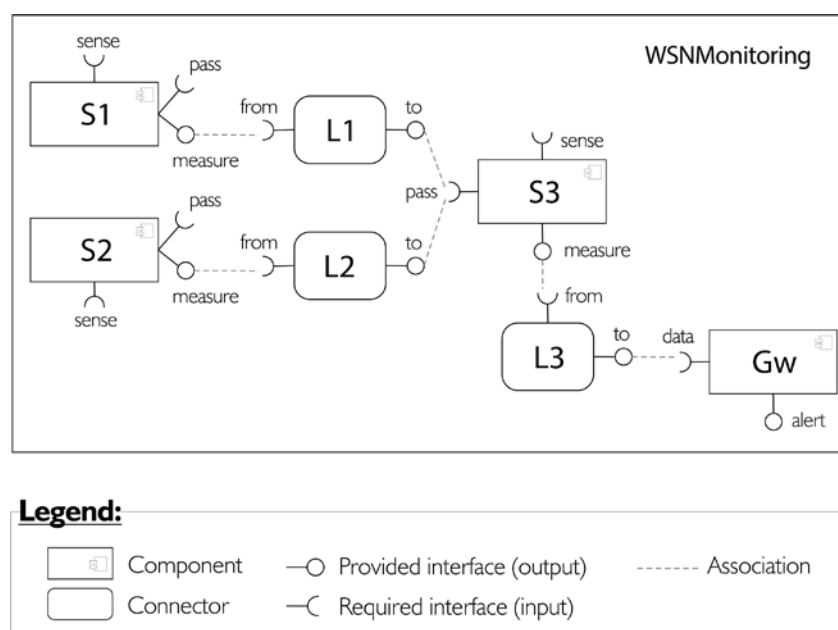 WSNMonitoring
sense
pass
S1
measure
from
L1
to
pass
S2
sense
measure
from
L2
to
pass
sense
S3
measure
from
L3
to
data
Gw
alert
Legend:
Component
Provided interface (output)
Association
Connector
Required interface (input)